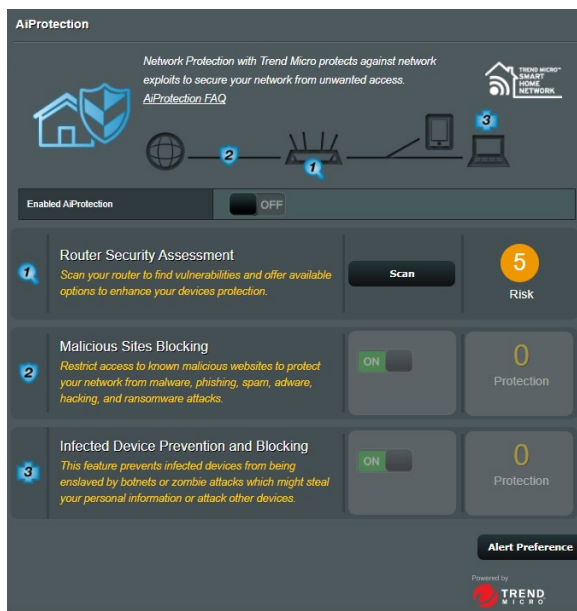 AiProtection
Network Protection with Trend Micro protects against network
exploits to secure your network from unwanted access.
AiProtection FAQ
TREND MICRO™
SMART
HOME
NETWORK
3
2
1
Enabled AiProtection
OFF
1
Router Security Assessment
Scan your router to find vulnerabilities and offer available
options to enhance your devices protection.
Scan
5
Risk
2
Malicious Sites Blocking
Restrict access to known malicious websites to protect
your network from malware, phishing, spam, adware,
hacking, and ransomware attacks.
ON
0
Protection
3
Infected Device Prevention and Blocking
This feature prevents infected devices from being
enslaved by botnets or zombie attacks which might steal
your personal information or attack other devices.
ON
0
Protection
Alert Preference
Powered by
TREND
MICRO